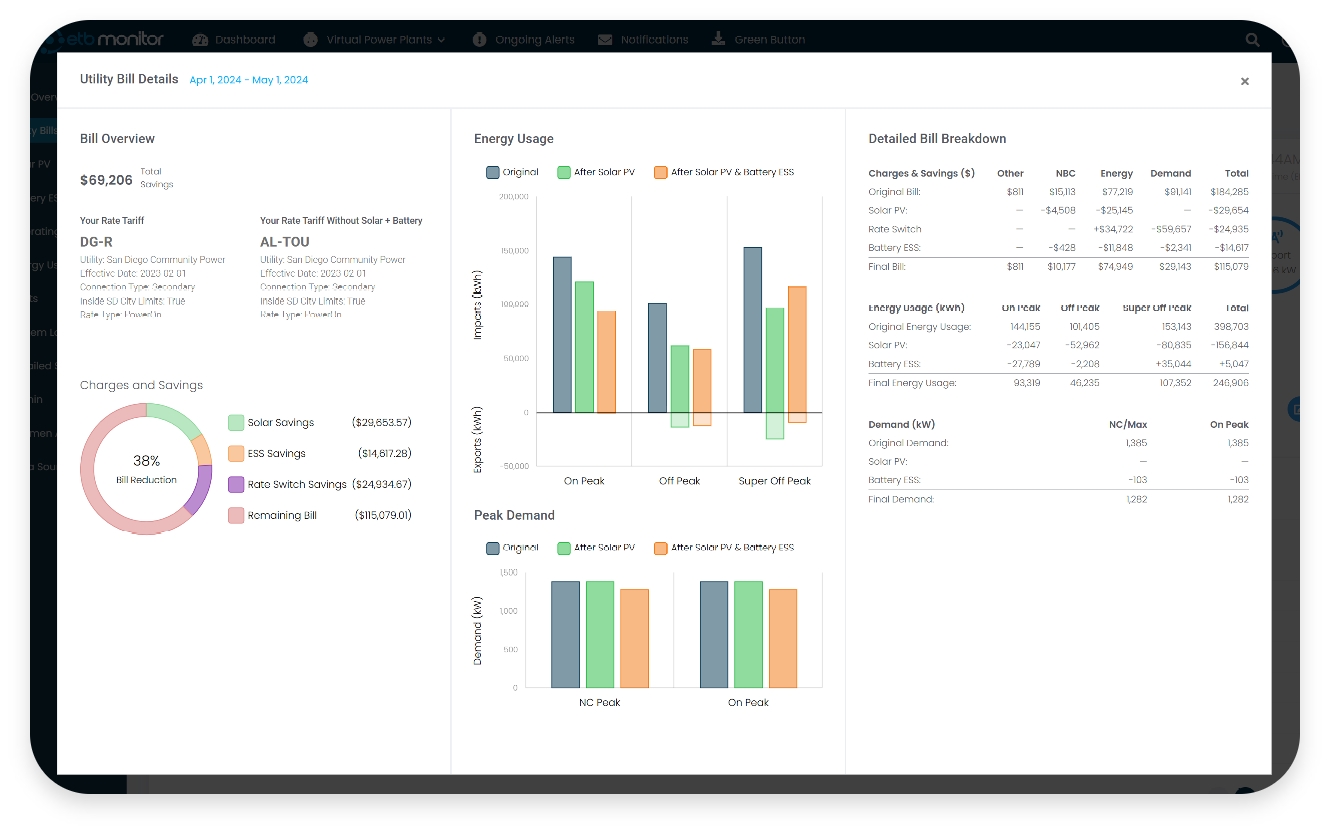 etb monitor Dashboard Virtual Power Plants Ongoing Alerts Notifications Green Button
Utility Bill Details Apr 1, 2024 - May 1, 2024 ×
Bill Overview
$69,206 Total Savings
Your Rate Tariff
DG-R
Utility: San Diego Community Power
Effective Date: 2023-02-01
Connection Type: Secondary
Inside SD City Limits: True
Rate Type: PowerOn
Your Rate Tariff Without Solar + Battery
AL-TOU
Utility: San Diego Community Power
Effective Date: 2023-02-01
Connection Type: Secondary
Inside SD City Limits: True
Rate Type: PowerOn
Charges and Savings
38%
Bill Reduction
Solar Savings ($29,653.57)
ESS Savings ($14,617.28)
Rate Switch Savings ($24,934.67)
Remaining Bill ($115,079.01)
Energy Usage
Original After Solar PV After Solar PV & Battery ESS
Imports (kWh)
Exports (kWh)
200,000
150,000
100,000
50,000
0
-50,000
On Peak Off Peak Super Off Peak
Peak Demand
Original After Solar PV After Solar PV & Battery ESS
Demand (kW)
1,500
1,000
500
0
NC Peak On Peak
Detailed Bill Breakdown
Charges & Savings ($) Other NBC Energy Demand Total
Original Bill: $811 $15,113 $77,219 $91,141 $184,285
Solar PV: — -$4,508 -$25,145 — -$29,654
Rate Switch — — +$34,722 -$59,657 -$24,935
Battery ESS: — -$428 -$11,848 -$2,341 -$14,617
Final Bill: $811 $10,177 $74,949 $29,143 $115,079
Energy Usage (kWh) On Peak Off Peak Super Off Peak Total
Original Energy Usage: 144,155 101,405 153,143 398,703
Solar PV: -23,047 -52,962 -80,835 -156,844
Battery ESS: -27,789 -2,208 +35,044 +5,047
Final Energy Usage: 93,319 46,235 107,352 246,906
Demand (kW) NC/Max On Peak
Original Demand: 1,385 1,385
Solar PV: — —
Battery ESS: -103 -103
Final Demand: 1,282 1,282